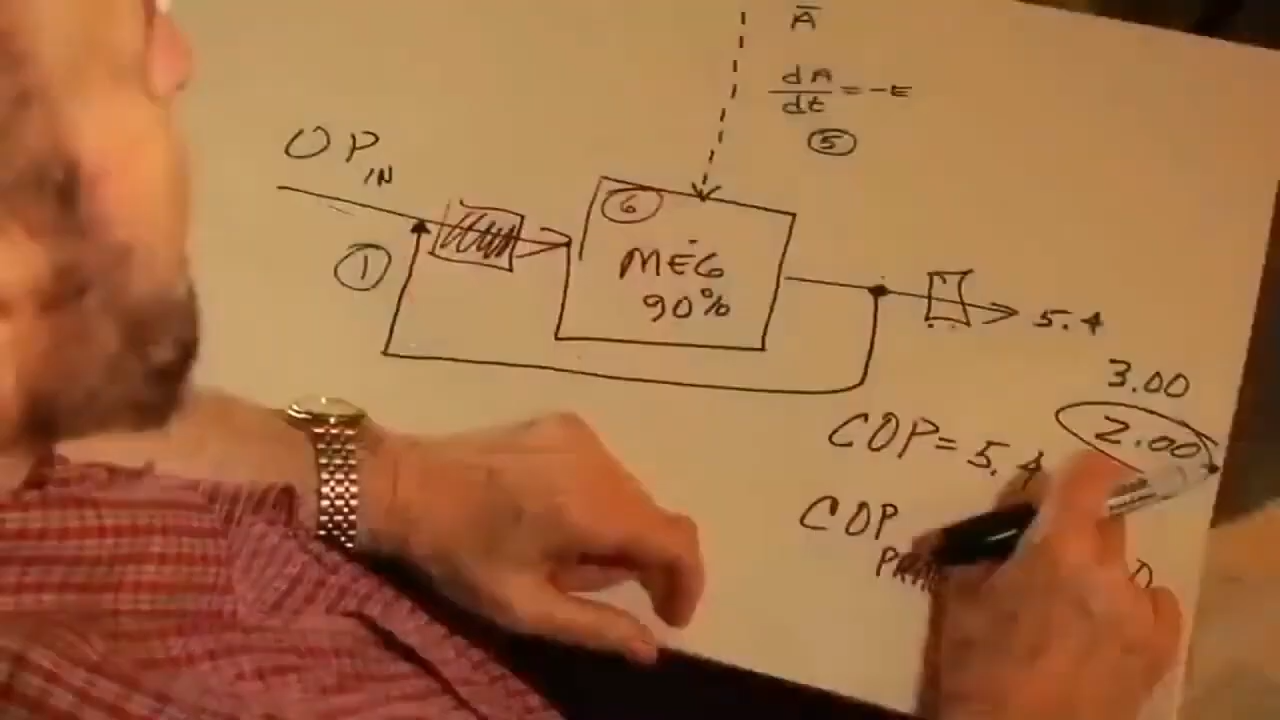 Ā
dA
dt = -E
5
OP IN
6
1
MEG
90%
5.4
3.00
2.00
COP = 5.4
COP